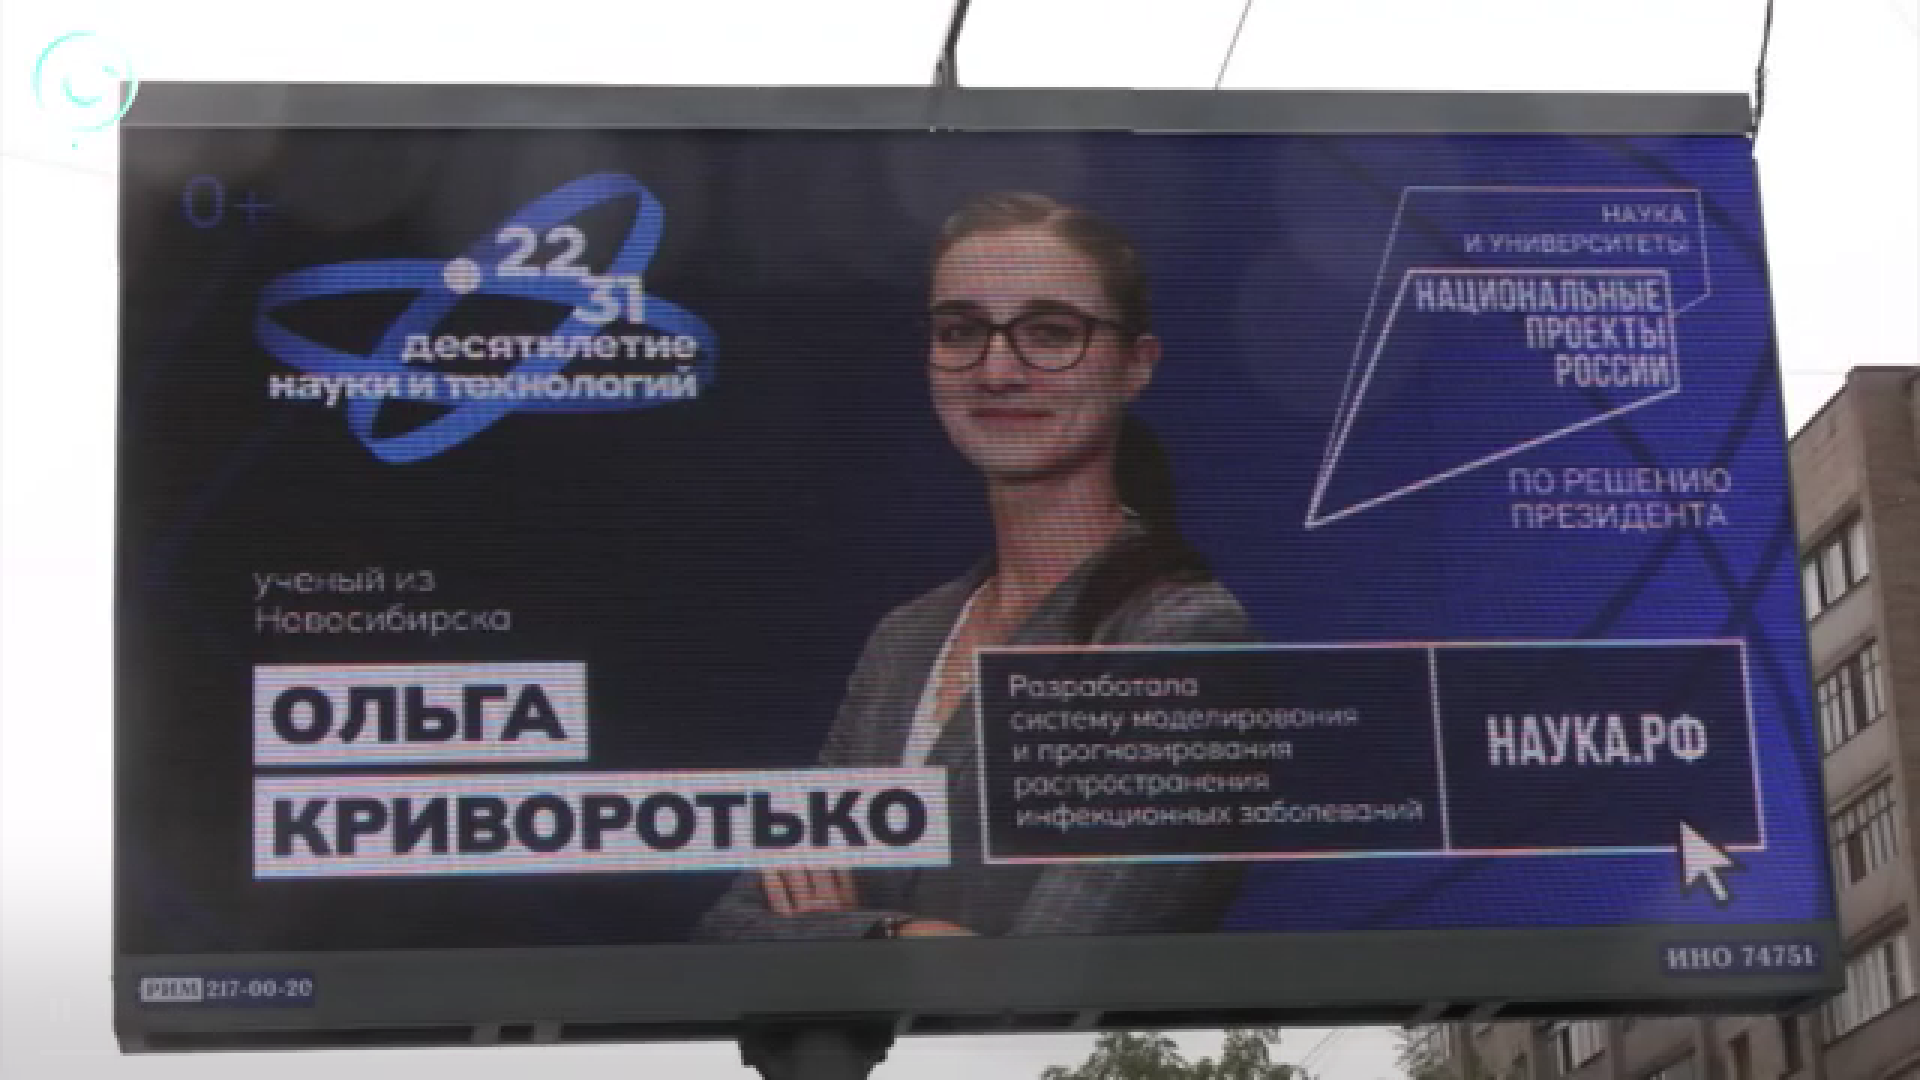 0+
22
31
десятилетие
науки и технологий
НАУКА
И УНИВЕРСИТЕТЫ
НАЦИОНАЛЬНЫЕ
ПРОЕКТЫ
РОССИИ
ПО РЕШЕНИЮ
ПРЕЗИДЕНТА
ученый из
Новосибирска
ОЛЬГА
КРИВОРОТЬКО
Разработала
систему моделирования
и прогнозирования
распространения
инфекционных заболеваний
НАУКА.РФ
РИМ 217-00-20
ИНО 74751